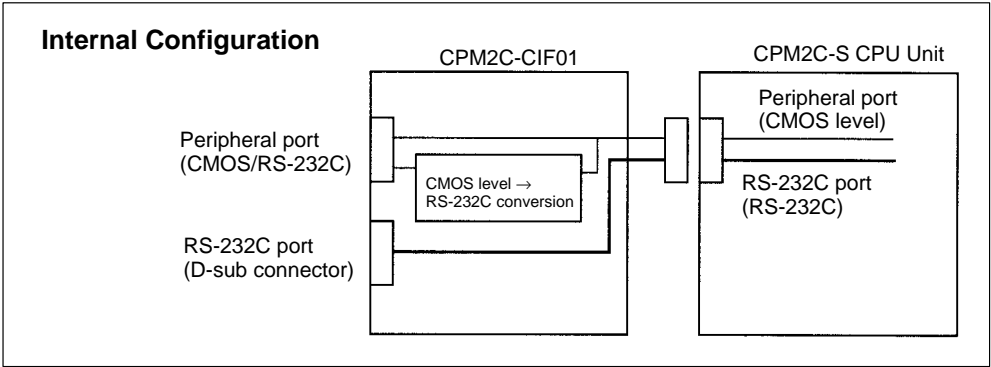 Internal Configuration
CPM2C-CIF01
CPM2C-S CPU Unit
Peripheral port
(CMOS/RS-232C)
CMOS level →
RS-232C conversion
RS-232C port
(D-sub connector)
Peripheral port
(CMOS level)
RS-232C port
(RS-232C)